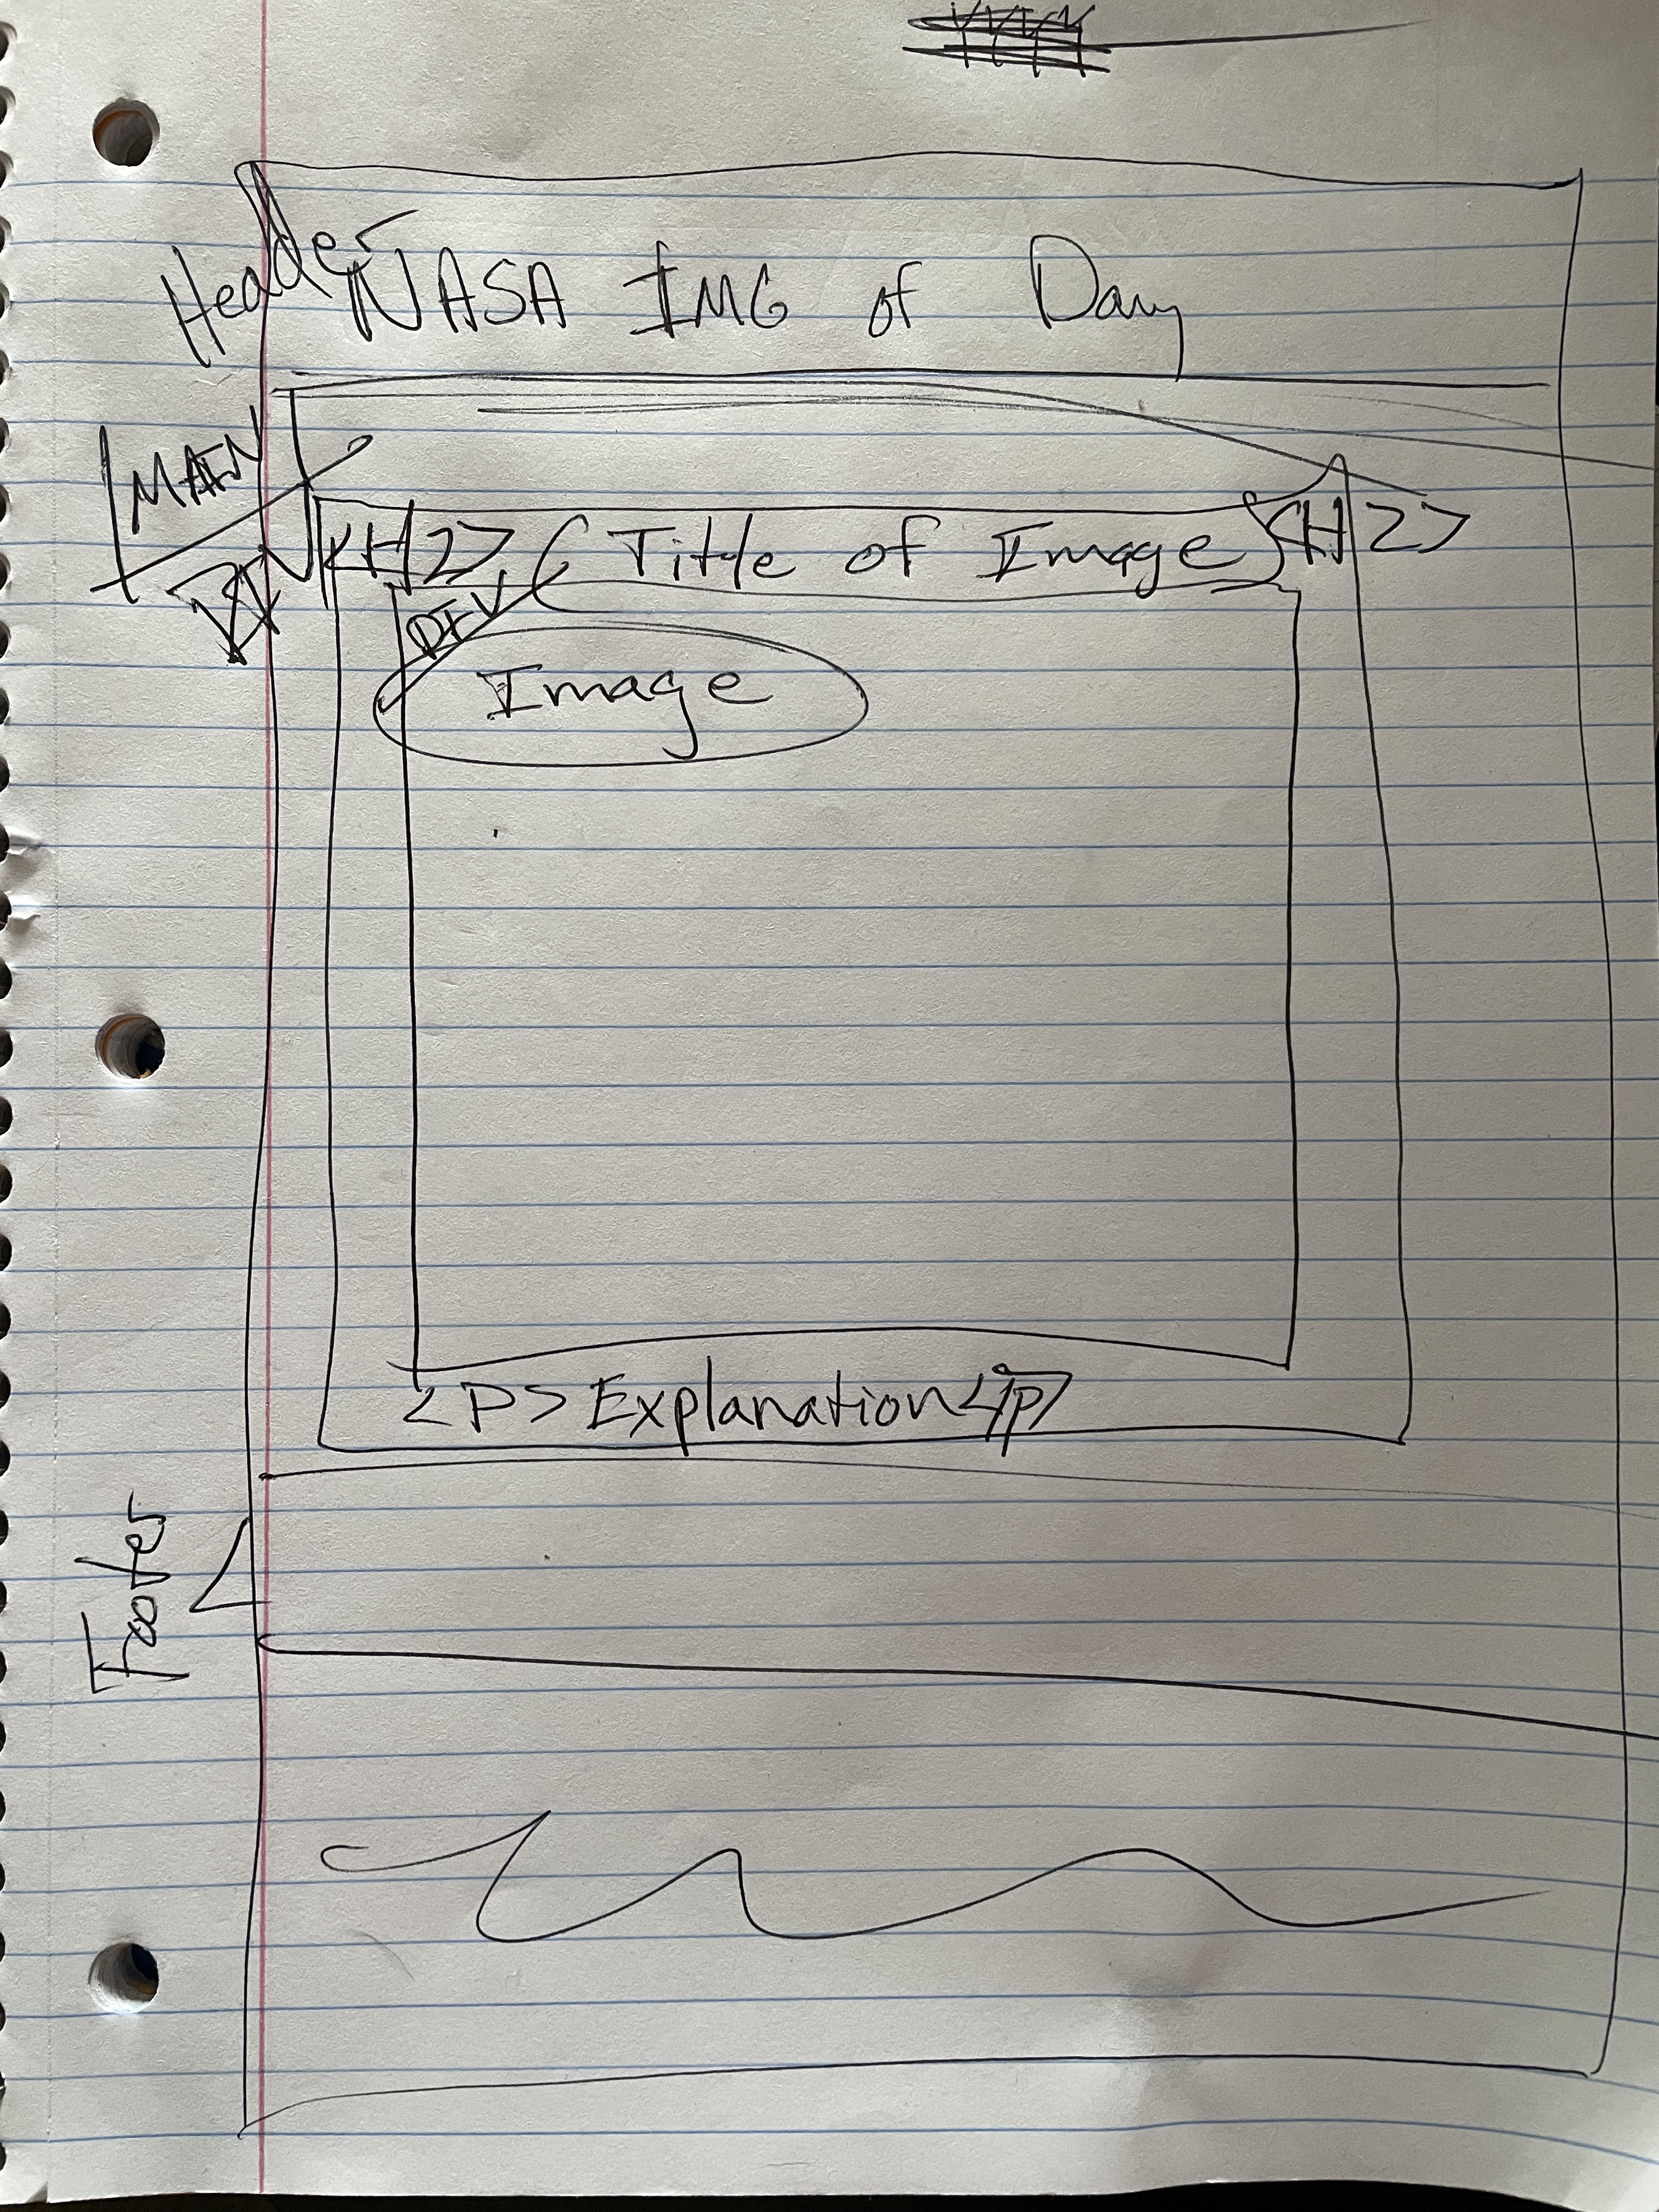 Header
NASA IMG of Day
MAIN
DIV
<H2> (Title of Image) <H2>
DIV
Image
<P> Explanation </P>
Footer